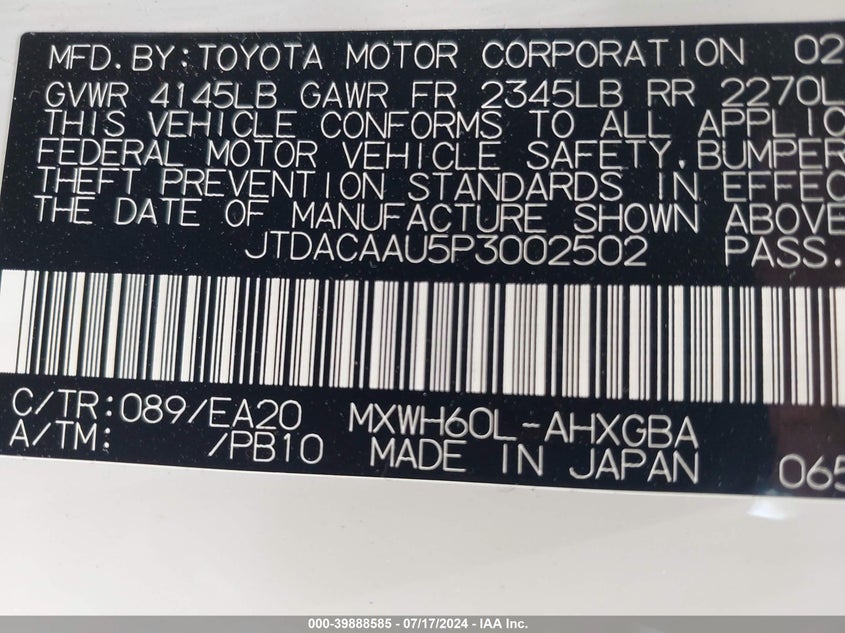 MFD. BY: TOYOTA MOTOR CORPORATION 02
GVWR 4145LB GAWR FR 2345LB RR 2270L
THIS VEHICLE CONFORMS TO ALL APPLIC
FEDERAL MOTOR VEHICLE SAFETY, BUMPER
THEFT PREVENTION STANDARDS IN EFFEC
THE DATE OF MANUFACTURE SHOWN ABOVE
JTDACAAU5P3002502 PASS.
C/TR:089/EA20 MXWH60L-AHXGBA
A/TM: /PB10 MADE IN JAPAN 065
000-39888585 - 07/17/2024 - IAA Inc.